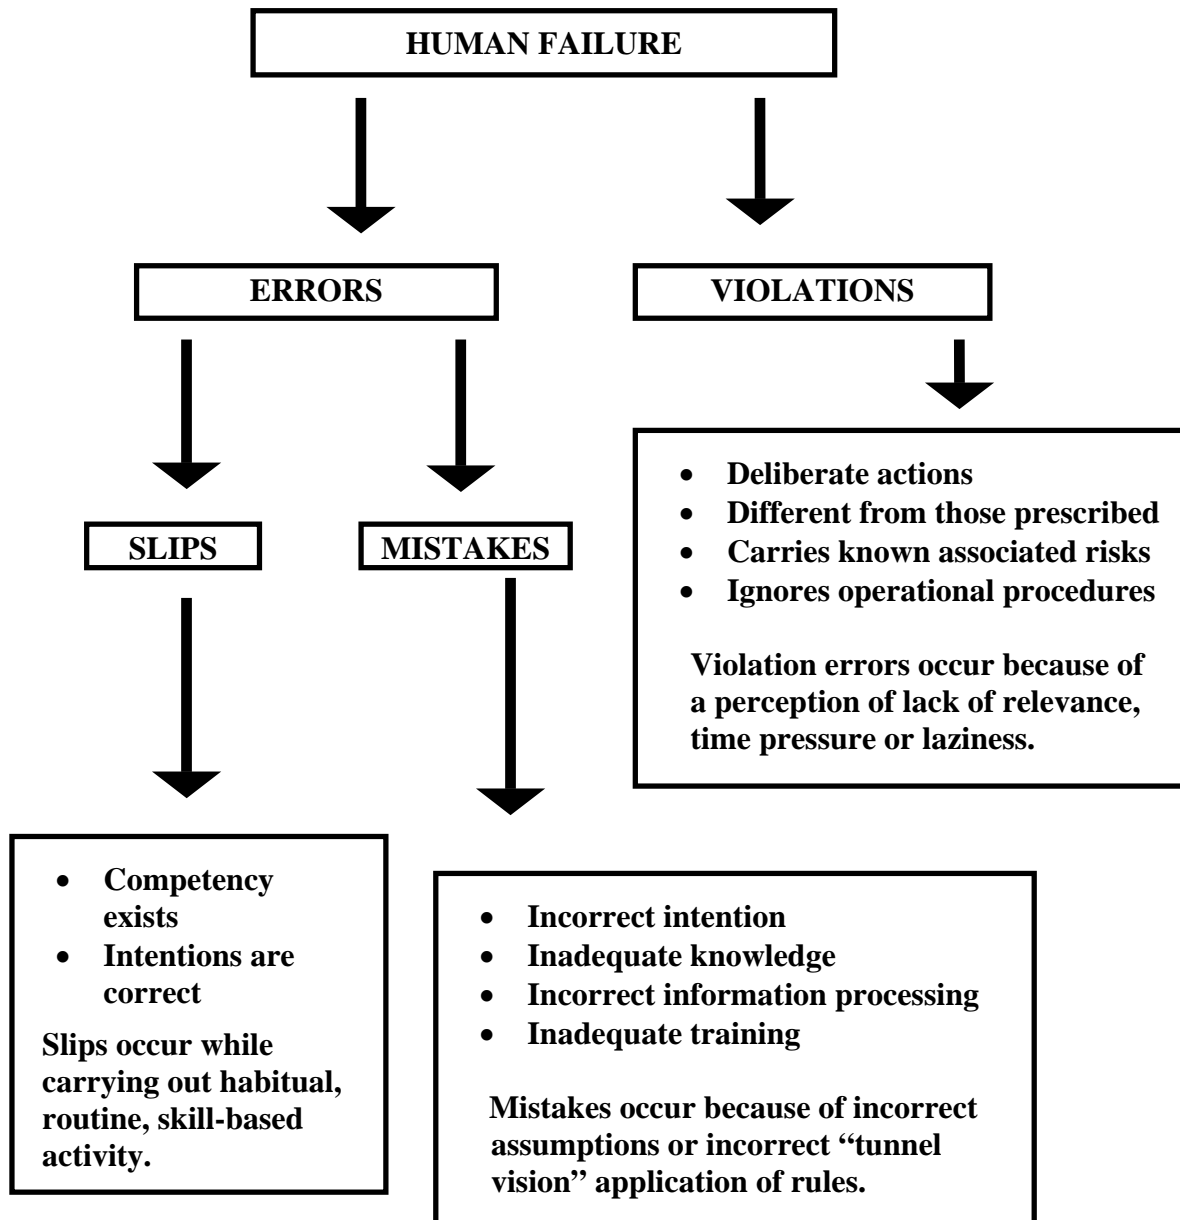 HUMAN FAILURE
ERRORS
VIOLATIONS
SLIPS
MISTAKES
• Deliberate actions
• Different from those prescribed
• Carries known associated risks
• Ignores operational procedures
Violation errors occur because of
a perception of lack of relevance,
time pressure or laziness.
• Competency
exists
• Intentions are
correct
Slips occur while
carrying out habitual,
routine, skill-based
activity.
• Incorrect intention
• Inadequate knowledge
• Incorrect information processing
• Inadequate training
Mistakes occur because of incorrect
assumptions or incorrect “tunnel
vision” application of rules.